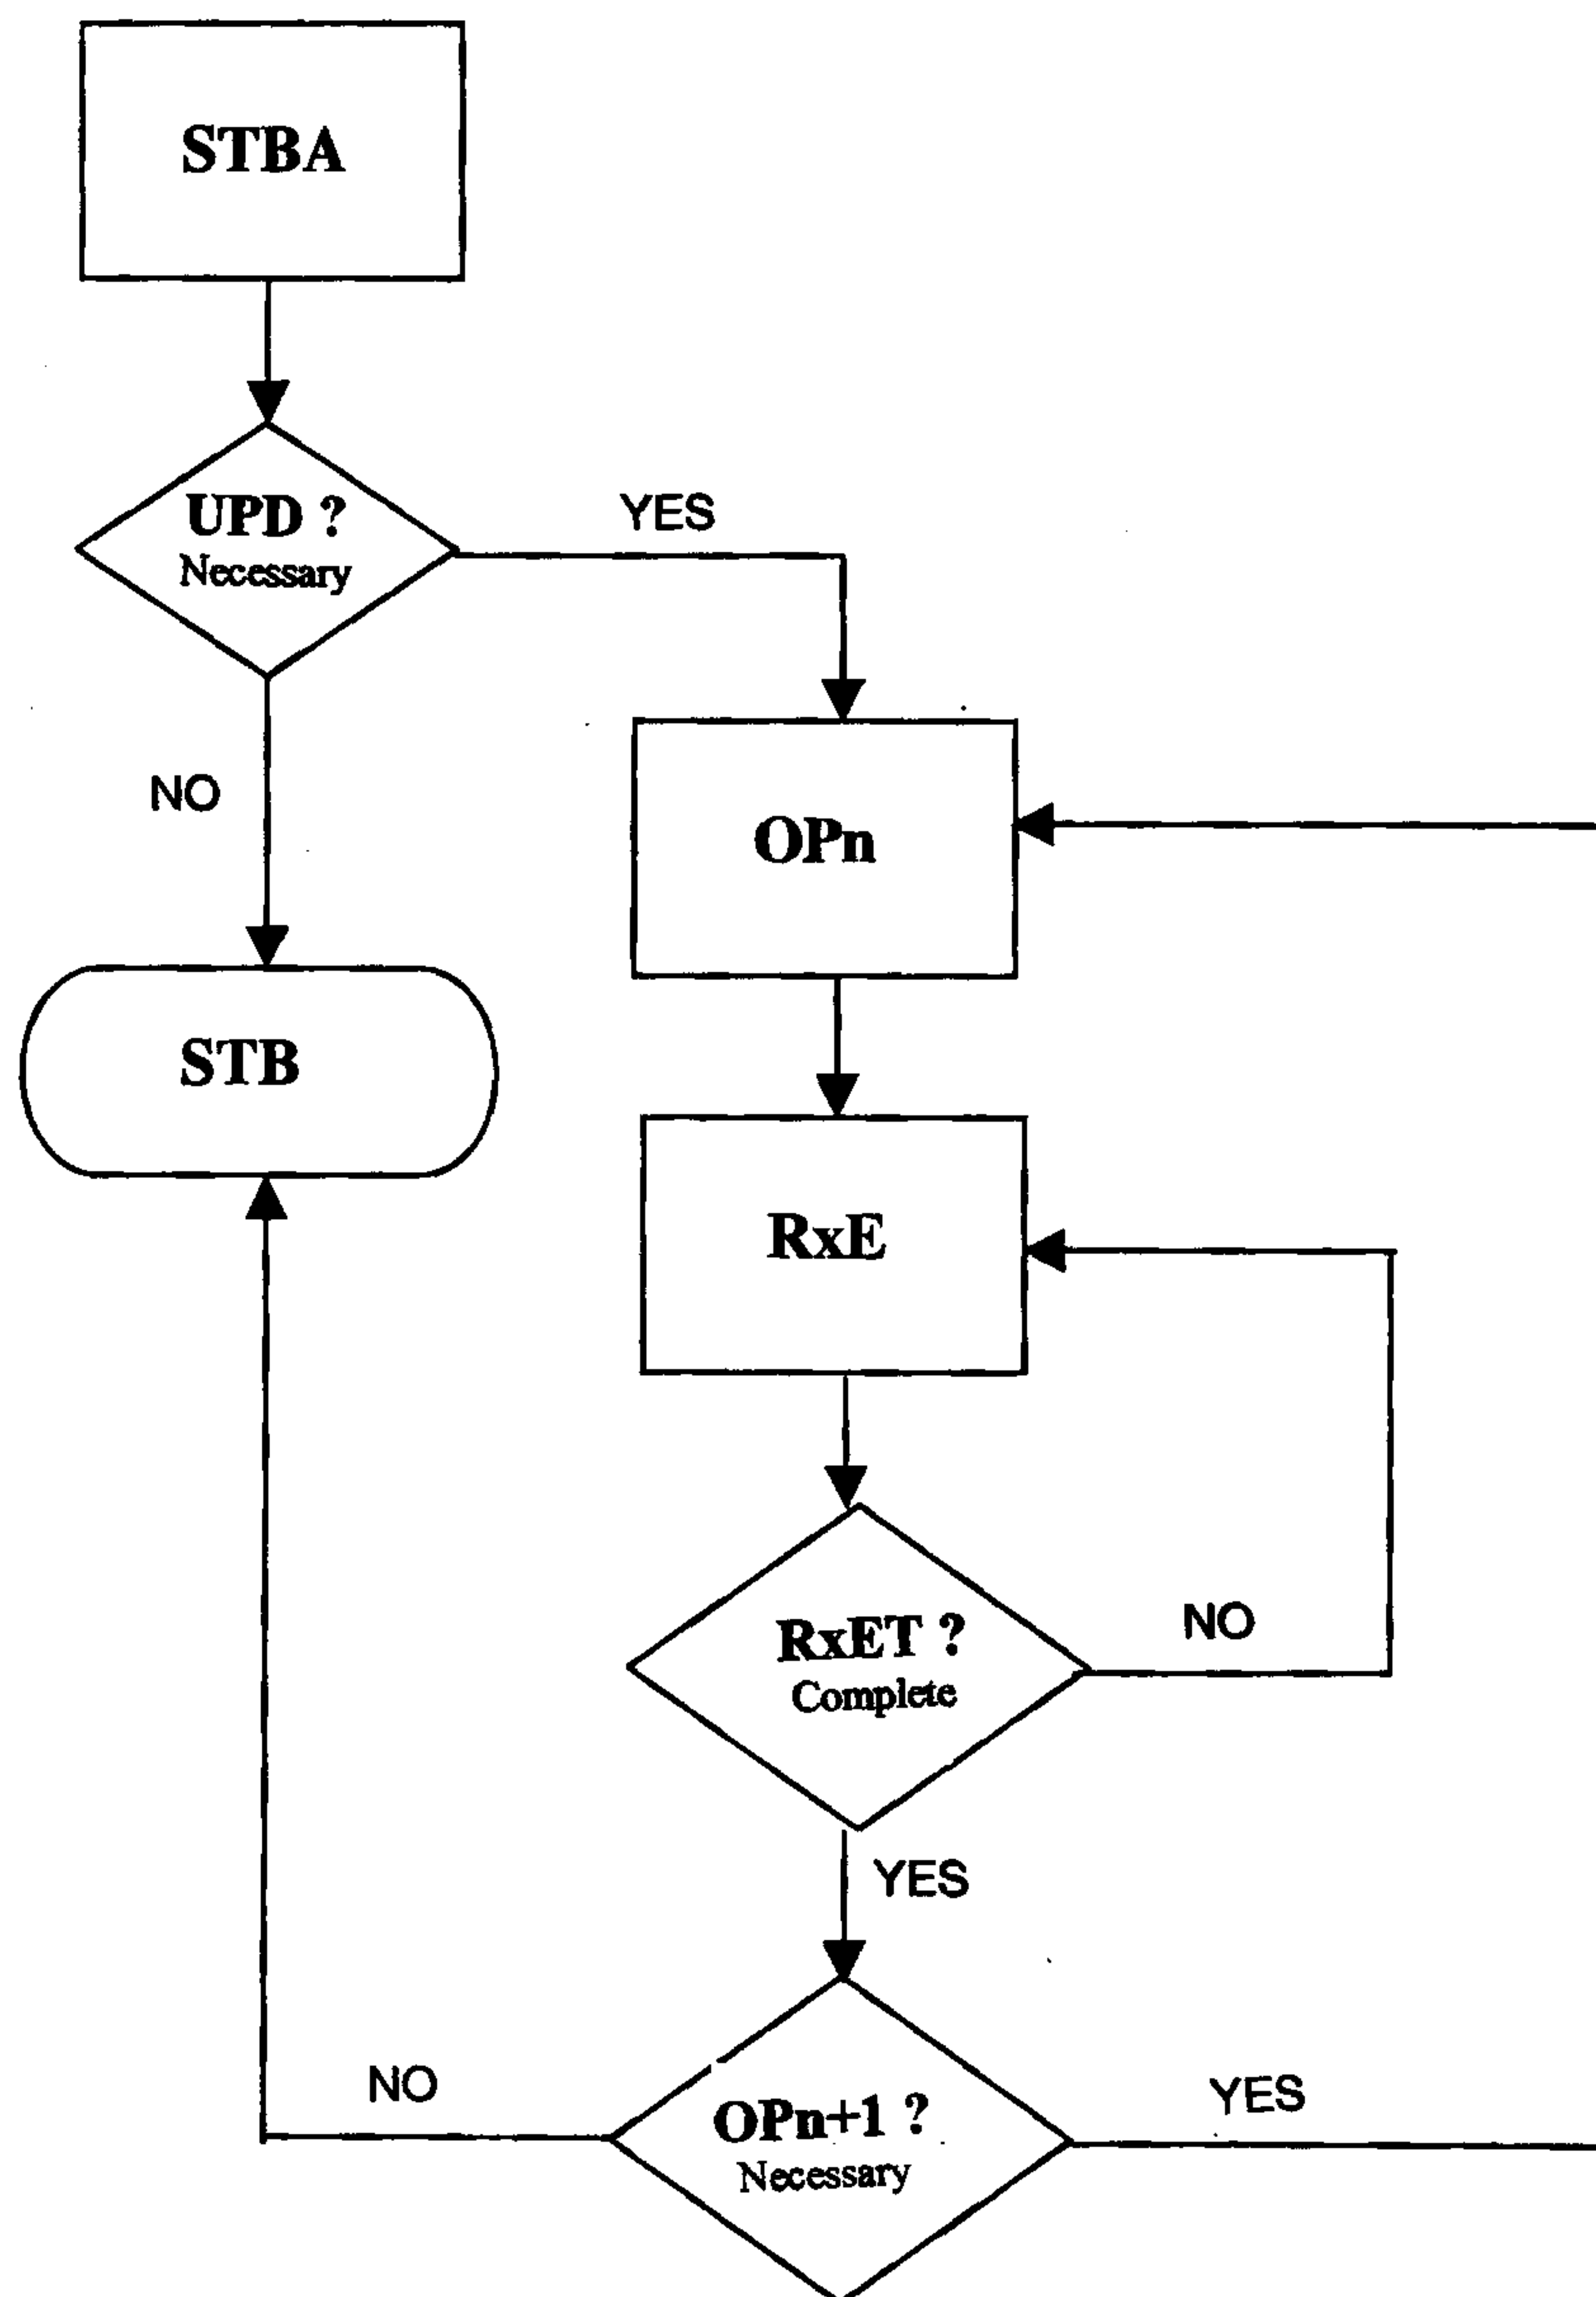 STBA
UPD ?
Necessary
YES
NO
OPn
STB
RxE
RxET ?
Complete
NO
YES
OPn+1 ?
Necessary
NO
YES